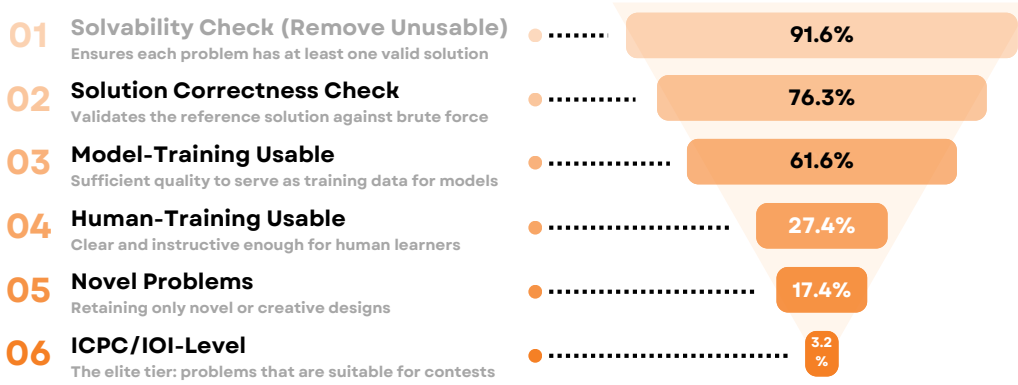 01
Solvability Check (Remove Unusable)
Ensures each problem has at least one valid solution
91.6%
02
Solution Correctness Check
Validates the reference solution against brute force
76.3%
03
Model-Training Usable
Sufficient quality to serve as training data for models
61.6%
04
Human-Training Usable
Clear and instructive enough for human learners
27.4%
05
Novel Problems
Retaining only novel or creative designs
17.4%
06
ICPC/IOI-Level
The elite tier: problems that are suitable for contests
3.2
%